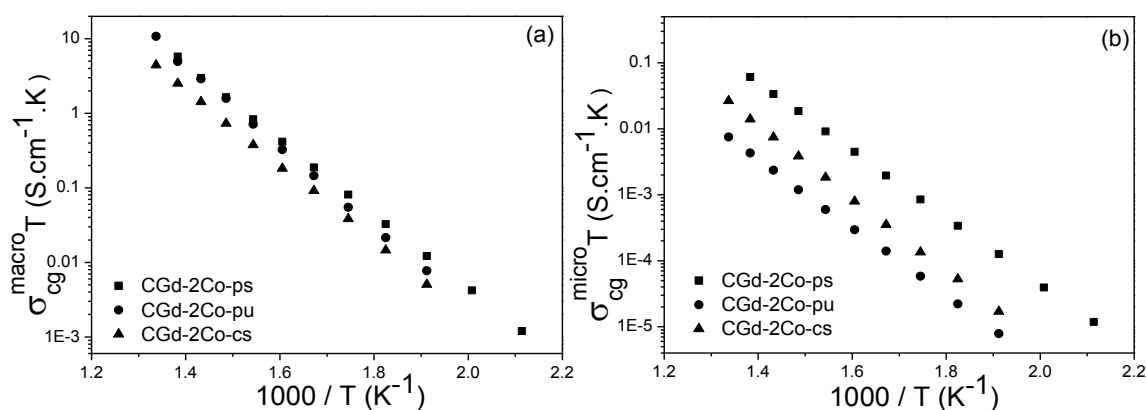 (a)
σcg^macro T (S.cm⁻¹.K)
10
1
0.1
0.01
1E-3
CGd-2Co-ps
CGd-2Co-pu
CGd-2Co-cs
1.2 1.4 1.6 1.8 2.0 2.2
1000 / T (K⁻¹)
(b)
σcg^micro T (S.cm⁻¹.K)
0.1
0.01
1E-3
1E-4
1E-5
CGd-2Co-ps
CGd-2Co-pu
CGd-2Co-cs
1.2 1.4 1.6 1.8 2.0 2.2
1000 / T (K⁻¹)